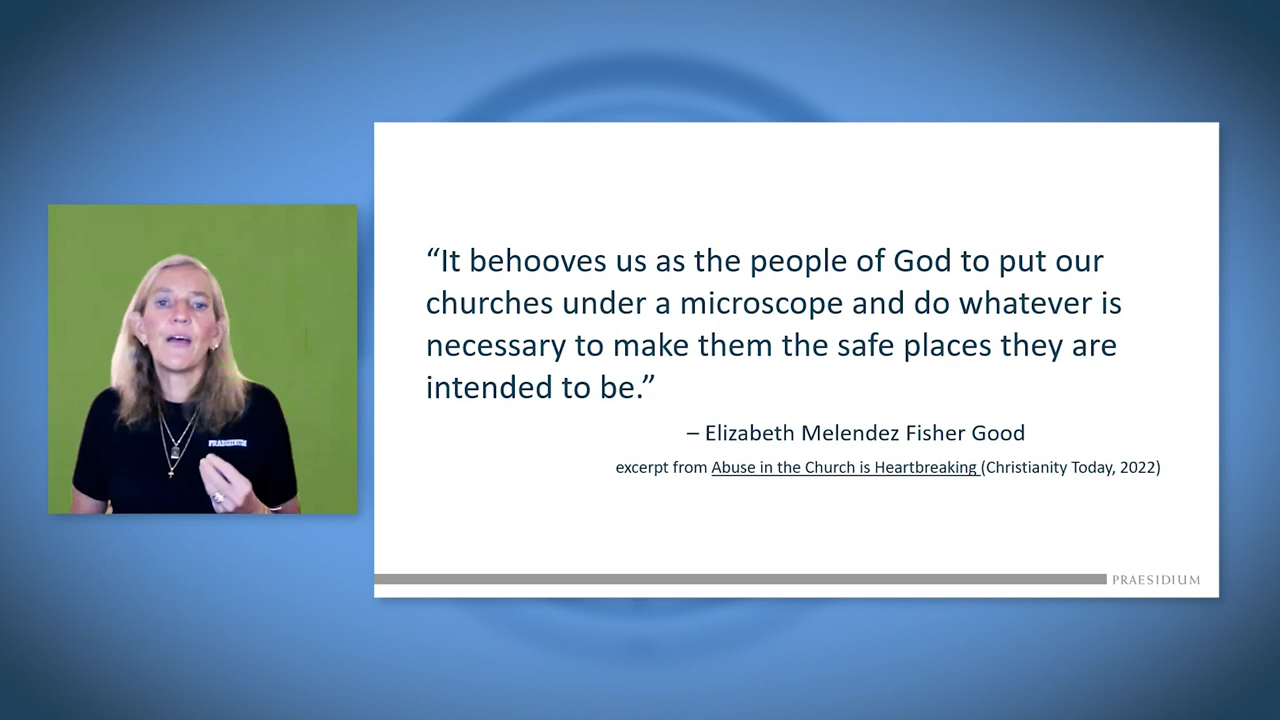 “It behooves us as the people of God to put our
churches under a microscope and do whatever is
necessary to make them the safe places they are
intended to be.”
– Elizabeth Melendez Fisher Good
excerpt from Abuse in the Church is Heartbreaking (Christianity Today, 2022)
PRAESIDIUM
PRAESIDIUM